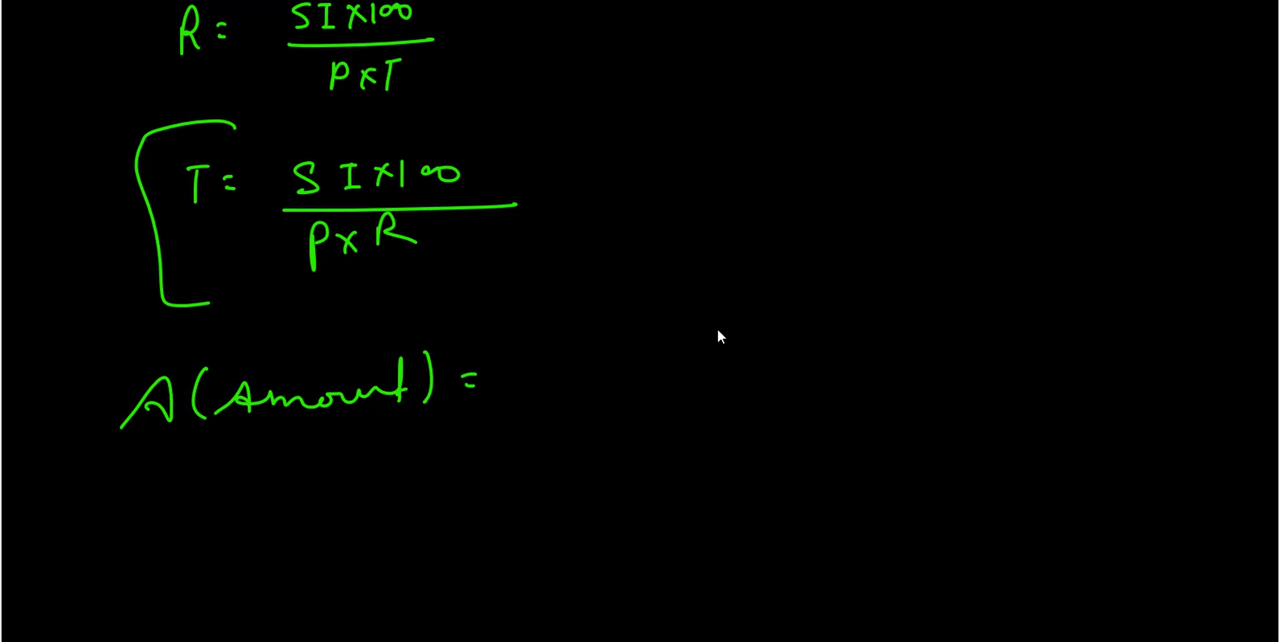 R = SI×100
P×T
T = SI×100
P×R
A(Amount) =